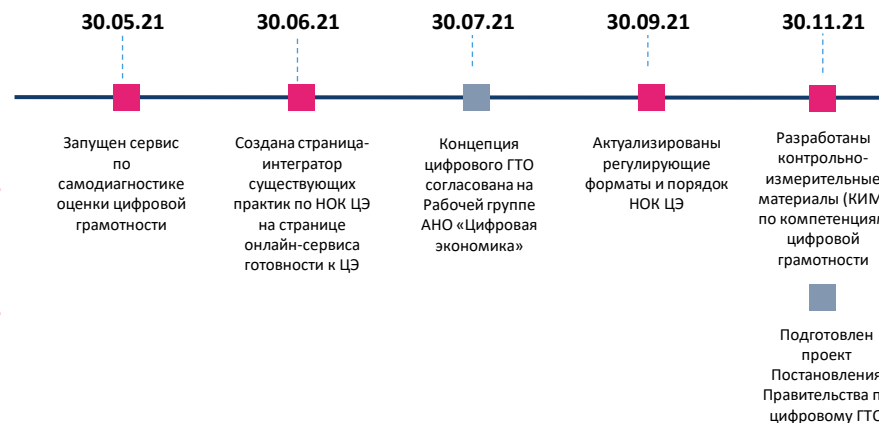 30.05.21
30.06.21
30.07.21
30.09.21
30.11.21
Запущен сервис
по
самодиагностике
оценки цифровой
грамотности
Создана страница-
интегратор
существующих
практик по НОК ЦЭ
на странице
онлайн-сервиса
готовности к ЦЭ
Концепция
цифрового ГТО
согласована на
Рабочей группе
АНО «Цифровая
экономика»
Актуализированы
регулирующие
форматы и порядок
НОК ЦЭ
Разработаны
контрольно-
измерительные
материалы (КИМ
по компетенциям
цифровой
грамотности
Подготовлен
проект
Постановления
Правительства п
цифровому ГТО